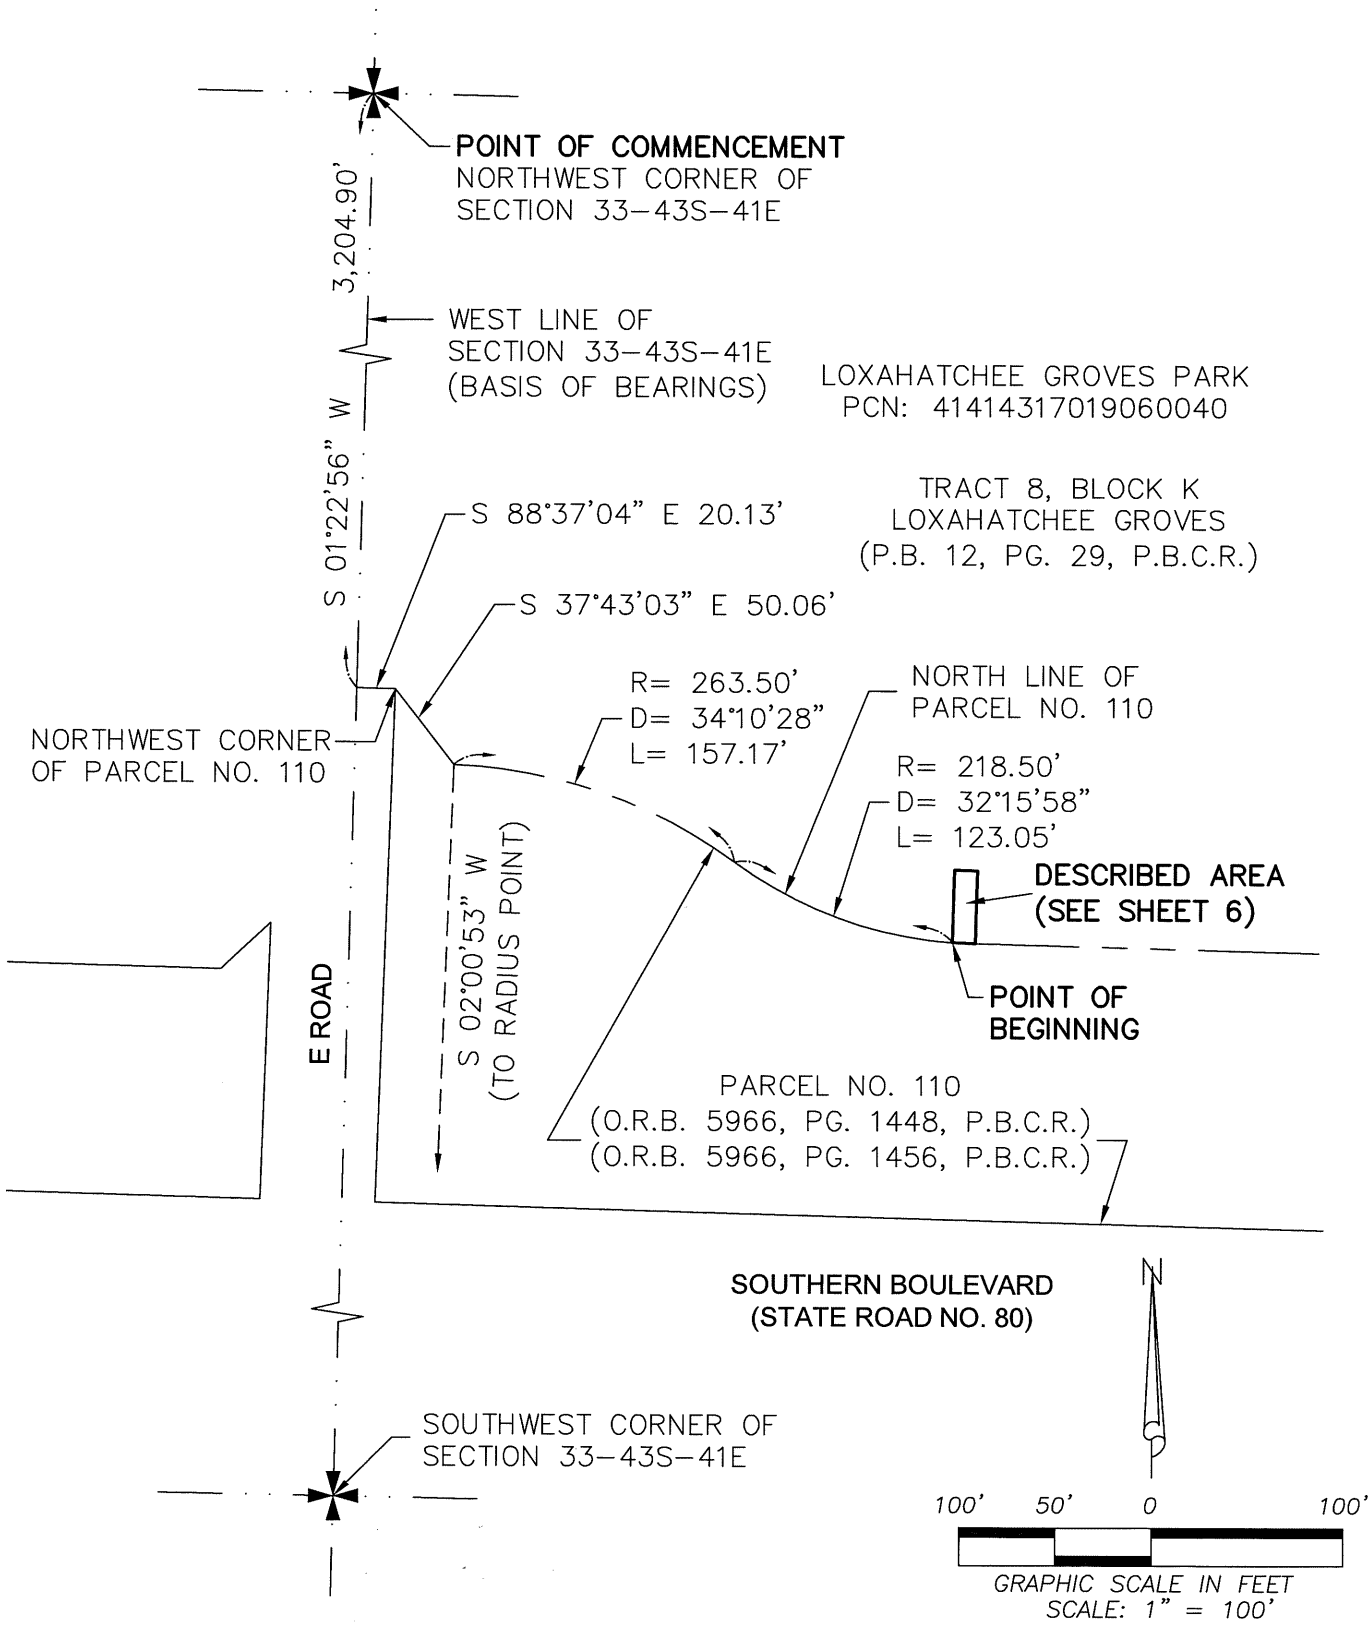 POINT OF COMMENCEMENT
NORTHWEST CORNER OF
SECTION 33-43S-41E
3,204.90'
S 01°22'56" W
WEST LINE OF
SECTION 33-43S-41E
(BASIS OF BEARINGS)
LOXAHATCHEE GROVES PARK
PCN: 41414317019060040
TRACT 8, BLOCK K
LOXAHATCHEE GROVES
(P.B. 12, PG. 29, P.B.C.R.)
S 88°37'04" E 20.13'
S 37°43'03" E 50.06'
R= 263.50'
D= 34°10'28"
L= 157.17'
NORTH LINE OF
PARCEL NO. 110
NORTHWEST CORNER
OF PARCEL NO. 110
R= 218.50'
D= 32°15'58"
L= 123.05'
DESCRIBED AREA
(SEE SHEET 6)
S 02°00'53" W
(TO RADIUS POINT)
E ROAD
POINT OF
BEGINNING
PARCEL NO. 110
(O.R.B. 5966, PG. 1448, P.B.C.R.)
(O.R.B. 5966, PG. 1456, P.B.C.R.)
SOUTHERN BOULEVARD
(STATE ROAD NO. 80)
N
SOUTHWEST CORNER OF
SECTION 33-43S-41E
100' 50' 0 100'
GRAPHIC SCALE IN FEET
SCALE: 1" = 100'